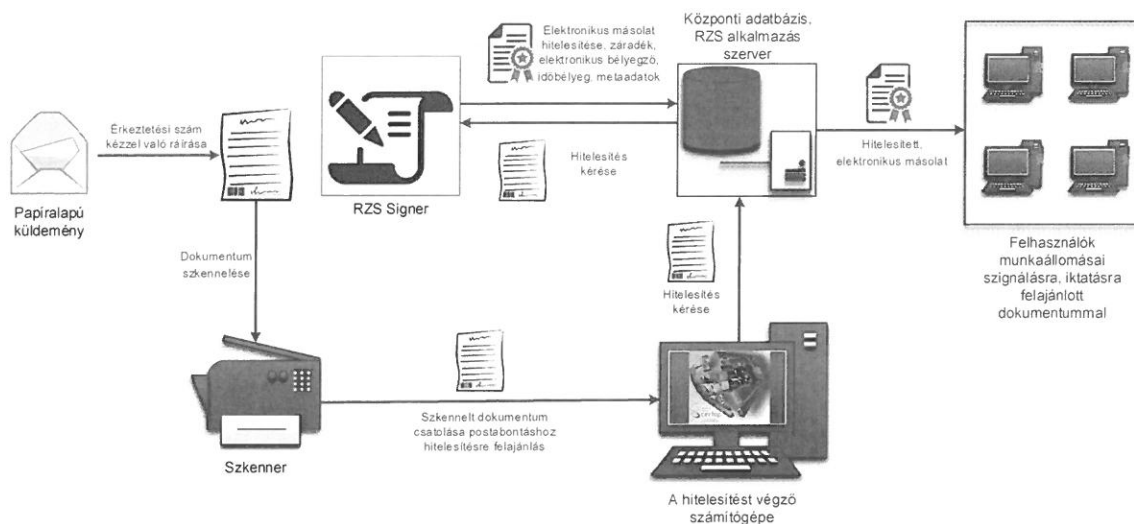 Elektronikus másolat
hitelesítése, záradék,
elektronikus bélyegző,
időbélyeg, metaadatok
Központi adatbázis.
RZS alkalmazás
szerver
Érkeztetési szám
kézzel való ráírása
Papíralapú
küldemény
RZS Signer
Hitelesítés
kérése
Hitelesített,
elektronikus másolat
Felhasználók
munkaállomásai
szignálásra, iktatásra
felajánlott
dokumentummal
Dokumentum
szkennelése
Hitelesítés
kérése
Szkenner
Szkennelt dokumentum
csatolása postabontáshoz
hitelesítésre felajánlás
A hitelesítést végző
számítógépe